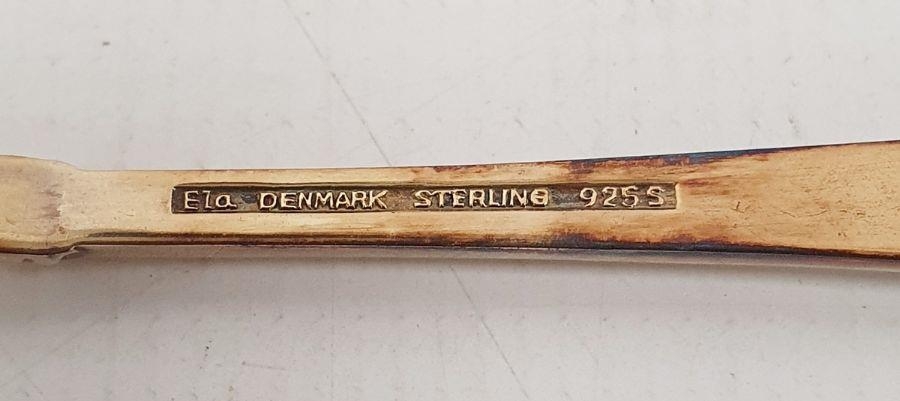 Ela DENMARK STERLING 925S